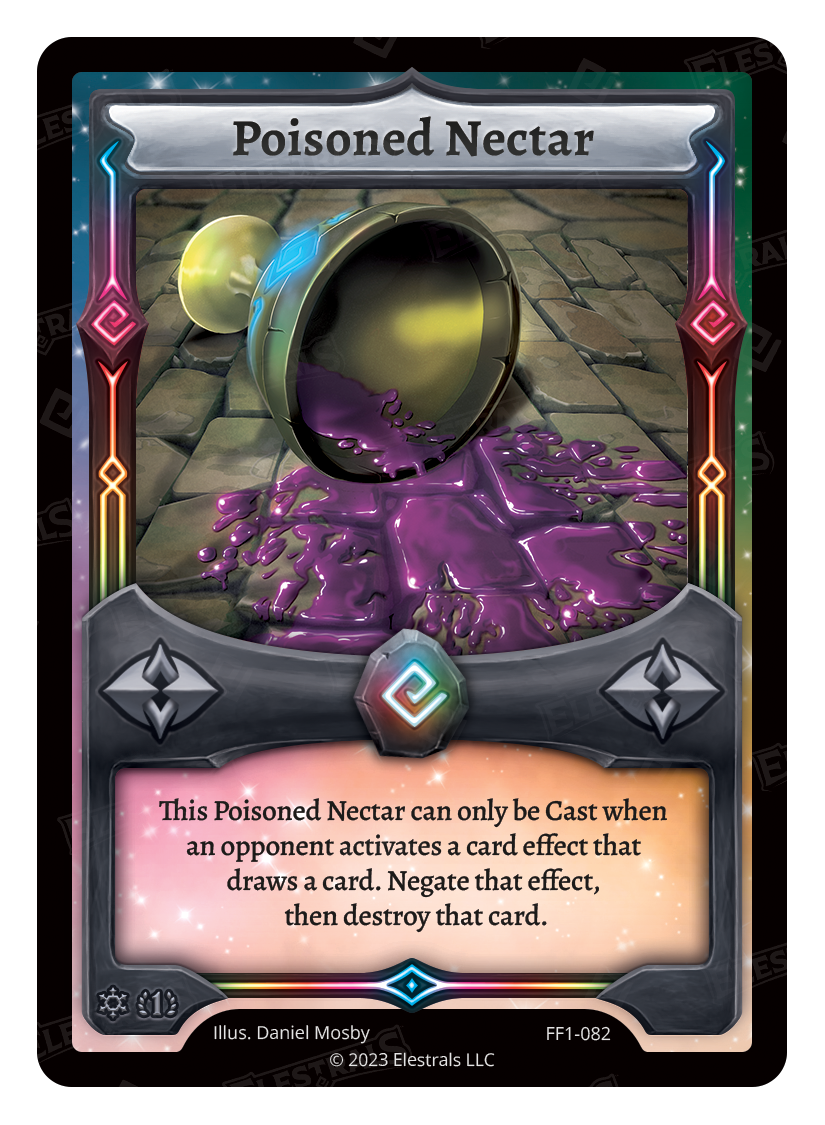 Poisoned Nectar
This Poisoned Nectar can only be Cast when
an opponent activates a card effect that
draws a card. Negate that effect,
then destroy that card.
1
Illus. Daniel Mosby
FF1-082
© 2023 Elestrals LLC